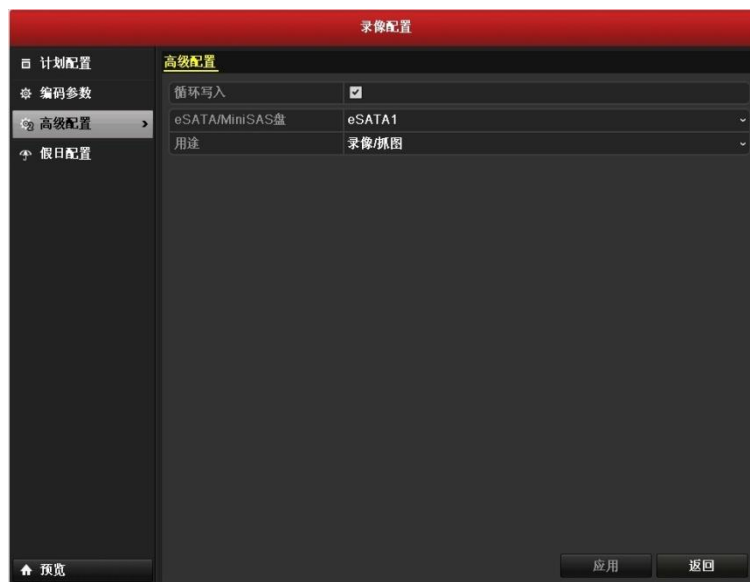 录像配置
计划配置
编码参数
高级配置
假日配置
预览
高级配置
循环写入
eSATA/MiniSAS盘 eSATA1
用途 录像/抓图
应用 返回